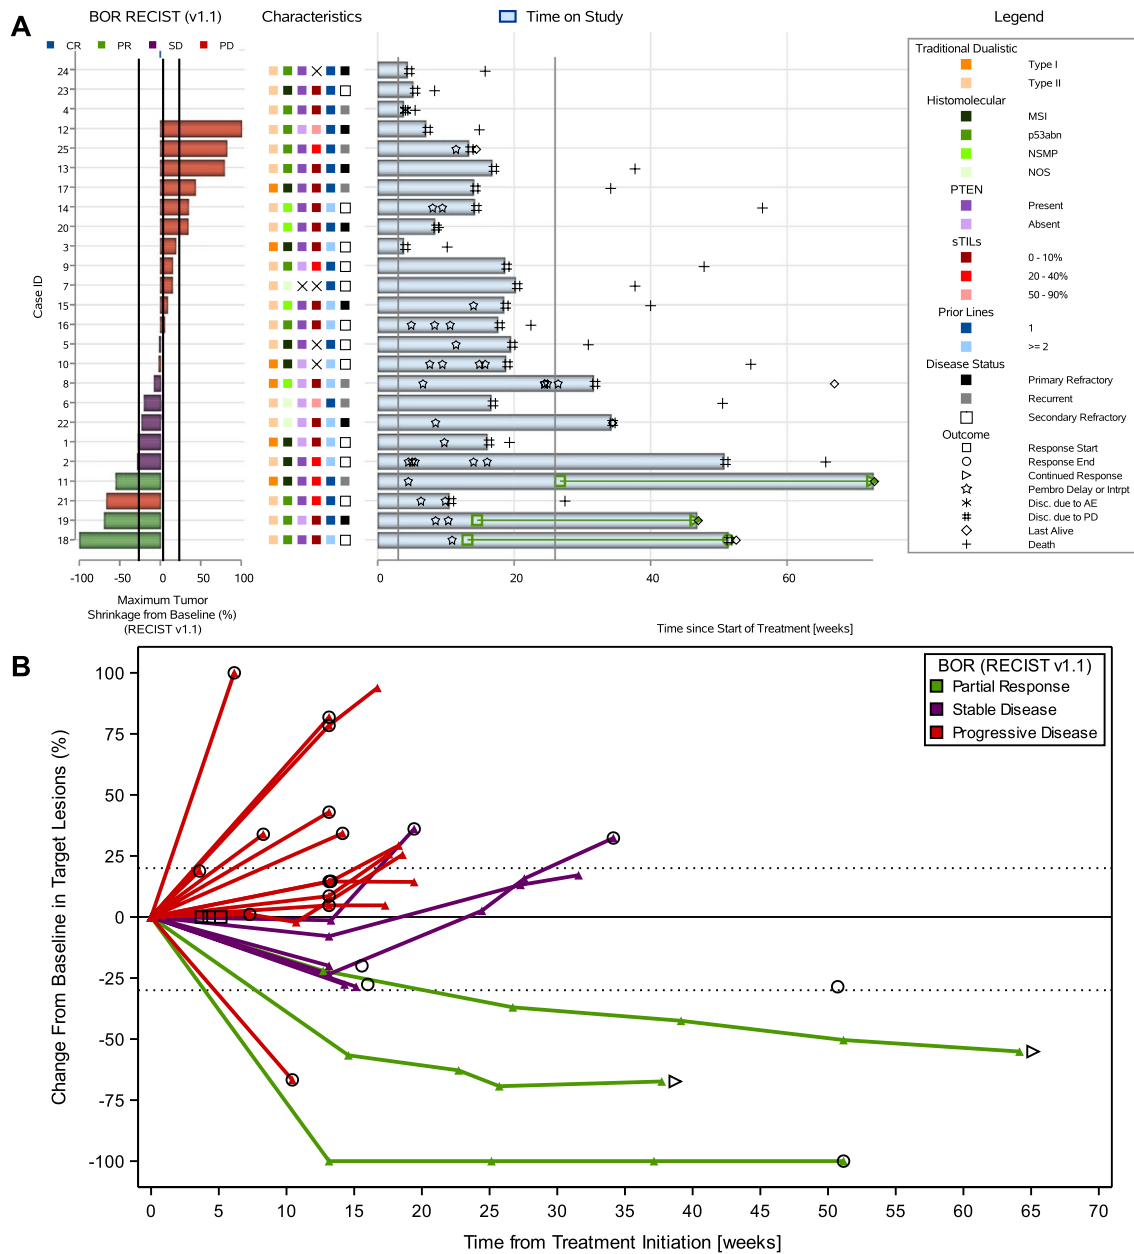 A
BOR RECIST (v1.1)
Characteristics
Time on Study
Legend
CR PR SD PD
Case ID
24
23
4
12
25
13
17
14
20
3
9
7
15
16
5
10
8
6
22
1
2
11
21
19
18
-100 -50 0 50 100
Maximum Tumor
Shrinkage from Baseline (%)
(RECIST v1.1)
0 20 40 60
Time since Start of Treatment [weeks]
Traditional Dualistic
Type I
Type II
Histomolecular
MSI
p53abn
NSMP
NOS
PTEN
Present
Absent
sTILs
0 - 10%
20 - 40%
50 - 90%
Prior Lines
1
>= 2
Disease Status
Primary Refractory
Recurrent
Secondary Refractory
Outcome
Response Start
Response End
Continued Response
Pembro Delay or Intrpt
Disc. due to AE
Disc. due to PD
Last Alive
Death
B
BOR (RECIST v1.1)
Partial Response
Stable Disease
Progressive Disease
Change From Baseline in Target Lesions (%)
100
75
50
25
0
-25
-50
-75
-100
0 5 10 15 20 25 30 35 40 45 50 55 60 65 70
Time from Treatment Initiation [weeks]